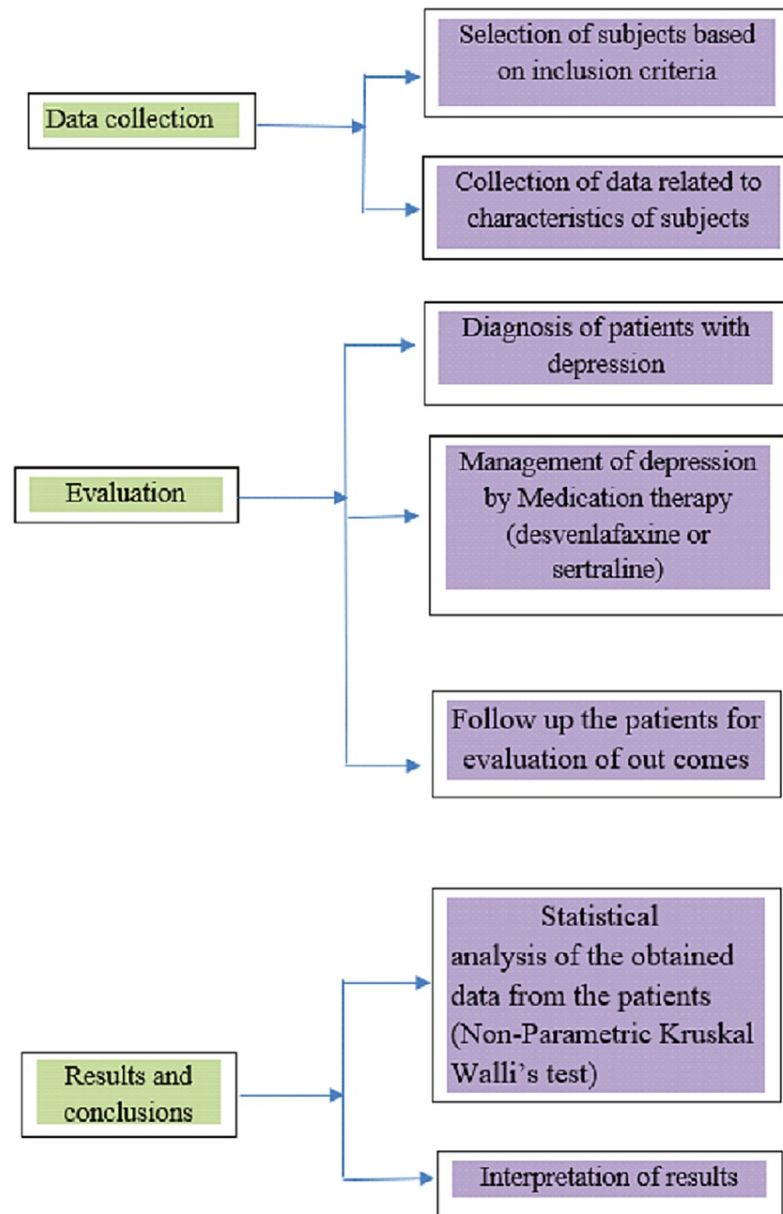 Selection of subjects based
on inclusion criteria
Data collection
Collection of data related to
characteristics of subjects
Diagnosis of patients with
depression
Management of depression
by Medication therapy
(desvenlafaxine or
sertraline)
Evaluation
Follow up the patients for
evaluation of out comes
Statistical
analysis of the obtained
data from the patients
(Non-Parametric Kruskal
Walli's test)
Results and
conclusions
Interpretation of results